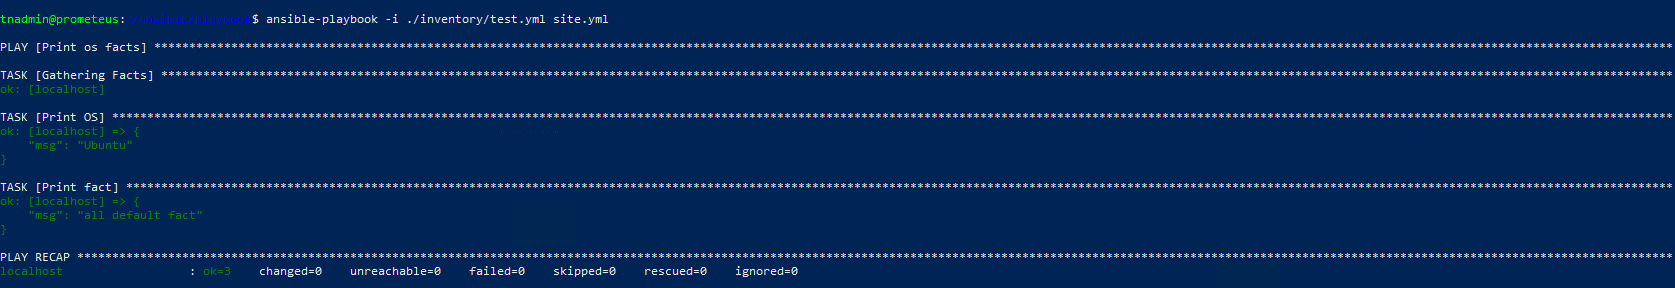 tnadmin@prometeus:~/ansible/playbook$ ansible-playbook -i ./inventory/test.yml site.yml
PLAY [Print os facts] *************************************************************************************************************************************************************************************************************************
TASK [Gathering Facts] ************************************************************************************************************************************************************************************************************************
ok: [localhost]
TASK [Print OS] *******************************************************************************************************************************************************************************************************************************
ok: [localhost] => {
    "msg": "Ubuntu"
}
TASK [Print fact] *****************************************************************************************************************************************************************************************************************************
ok: [localhost] => {
    "msg": "all default fact"
}
PLAY RECAP ************************************************************************************************************************************************************************************************************************************
localhost                  : ok=3    changed=0    unreachable=0    failed=0    skipped=0    rescued=0    ignored=0